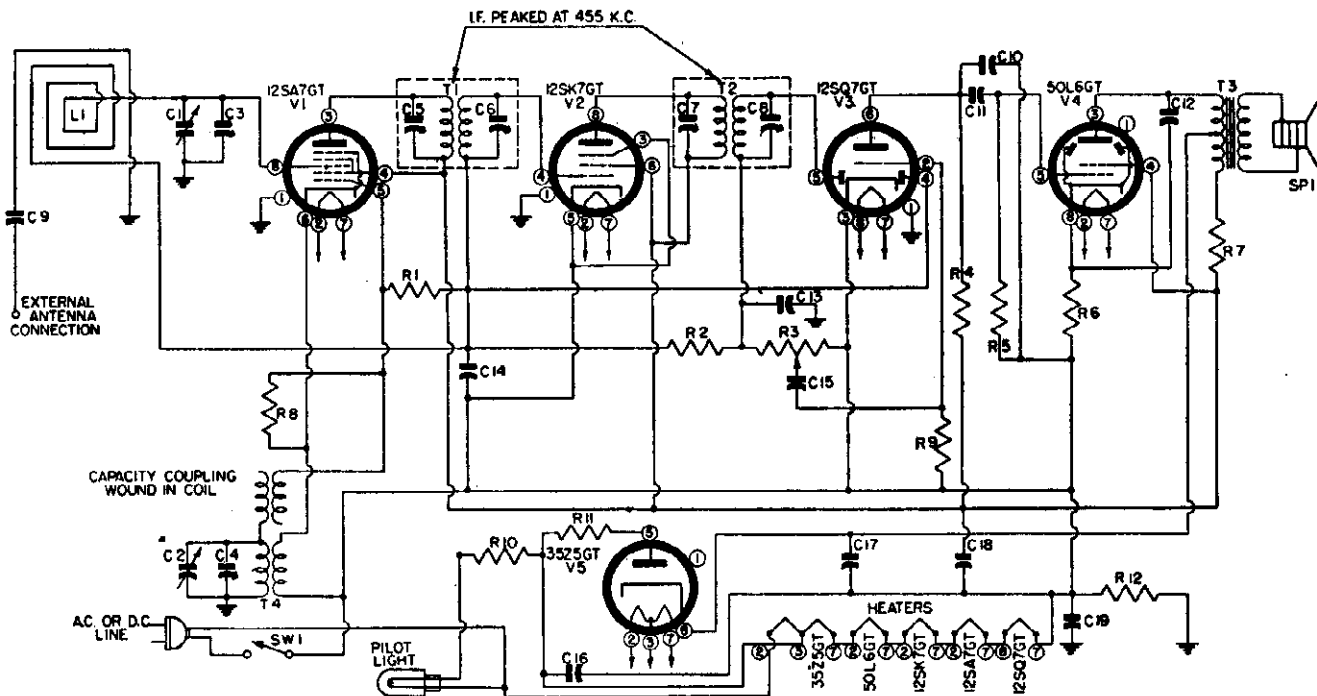 I.F. PEAKED AT 455 K.C.
12SA7GT
V1
12SK7GT
V2
12SQ7GT
V3
50L6GT
V4
T1
T2
T3
C10
C11
C12
C5
C6
C7
C8
L1
C1
C3
SP1
C9
EXTERNAL
ANTENNA
CONNECTION
R1
C13
R2
R3
R4
R5
R6
R7
C14
C15
R8
R9
CAPACITY COUPLING
WOUND IN COIL
C2
C4
T4
R10
R11
35Z5GT
V5
C17
C18
R12
C19
HEATERS
A.C. OR D.C.
LINE
SW1
PILOT
LIGHT
C16
35Z5GT
50L6GT
12SK7GT
12SA7GT
12SQ7GT